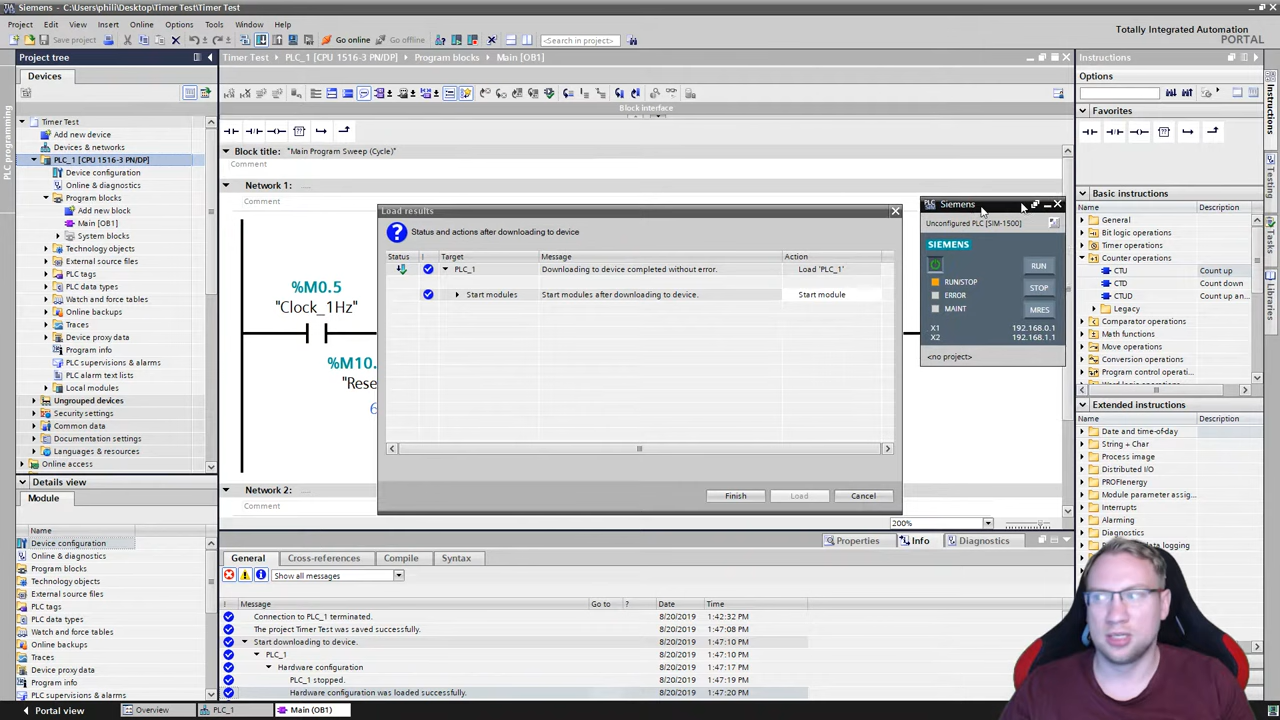 Siemens - C:\Users\phili\Desktop\Timer Test\Timer Test
Project Edit View Insert Online Options Tools Window Help
Totally Integrated Automation
PORTAL
Save project
Go online
Go offline
<Search in project>
Project tree
Devices
Timer Test
Add new device
Devices & networks
PLC_1 [CPU 1516-3 PN/DP]
Device configuration
Online & diagnostics
Program blocks
Add new block
Main [OB1]
System blocks
Technology objects
External source files
PLC tags
PLC data types
Watch and force tables
Online backups
Traces
Device proxy data
Program info
PLC supervisions & alarms
PLC alarm text lists
Local modules
Ungrouped devices
Security settings
Common data
Documentation settings
Languages & resources
Online access
Details view
Module
Name
Device configuration
Online & diagnostics
Program blocks
Technology objects
External source files
PLC tags
PLC data types
Watch and force tables
Online backups
Traces
Device proxy data
Program info
PLC supervisions & alarms
Portal view
Overview
PLC_1
Main (OB1)
PLC programming
Timer Test PLC_1 [CPU 1516-3 PN/DP] Program blocks Main [OB1]
Block interface
Block title: "Main Program Sweep (Cycle)"
Comment
Network 1: .....
Comment
%M0.5
"Clock_1Hz"
%M10.
"Rese
6
Network 2: .....
Comment
200%
Load results
Status and actions after downloading to device
Status ! Target Message Action
PLC_1 Downloading to device completed without error. Load 'PLC_1'
Start modules Start modules after downloading to device. Start module
Finish Load Cancel
Siemens
Unconfigured PLC [SIM-1500]
SIEMENS
RUN
RUN/STOP
STOP
ERROR
MAINT
MRES
X1 192.168.0.1
X2 192.168.1.1
<no project>
Properties Info Diagnostics
General Cross-references Compile Syntax
Show all messages
! Message Go to ? Date Time
Connection to PLC_1 terminated. 8/20/2019 1:42:32 PM
The project Timer Test was saved successfully. 8/20/2019 1:47:08 PM
Start downloading to device. 8/20/2019 1:47:10 PM
PLC_1 8/20/2019 1:47:10 PM
Hardware configuration 8/20/2019 1:47:17 PM
PLC_1 stopped. 8/20/2019 1:47:19 PM
Hardware configuration was loaded successfully. 8/20/2019 1:47:20 PM
Instructions
Options
Favorites
Basic instructions
Name Description
General
Bit logic operations
Timer operations
Counter operations
CTU Count up
CTD Count down
CTUD Count up an
Legacy
Comparator operations
Math functions
Move operations
Conversion operations
Program control operat...
Extended instructions
Name Description
Date and time-of-day
String + Char
Process image
Distributed I/O
PROFIenergy
Module parameter assig...
Interrupts
Alarming
Diagnostics
Instructions
Testing
Tasks
Libraries